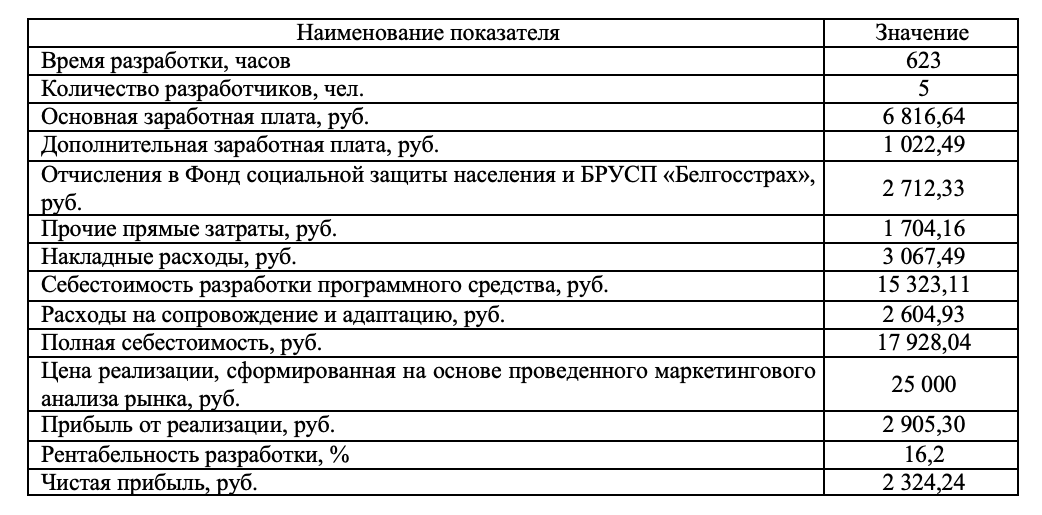 Наименование показателя Значение
Время разработки, часов 623
Количество разработчиков, чел. 5
Основная заработная плата, руб. 6 816,64
Дополнительная заработная плата, руб. 1 022,49
Отчисления в Фонд социальной защиты населения и БРУСП «Белгосстрах»,
руб. 2 712,33
Прочие прямые затраты, руб. 1 704,16
Накладные расходы, руб. 3 067,49
Себестоимость разработки программного средства, руб. 15 323,11
Расходы на сопровождение и адаптацию, руб. 2 604,93
Полная себестоимость, руб. 17 928,04
Цена реализации, сформированная на основе проведенного маркетингового
анализа рынка, руб. 25 000
Прибыль от реализации, руб. 2 905,30
Рентабельность разработки, % 16,2
Чистая прибыль, руб. 2 324,24